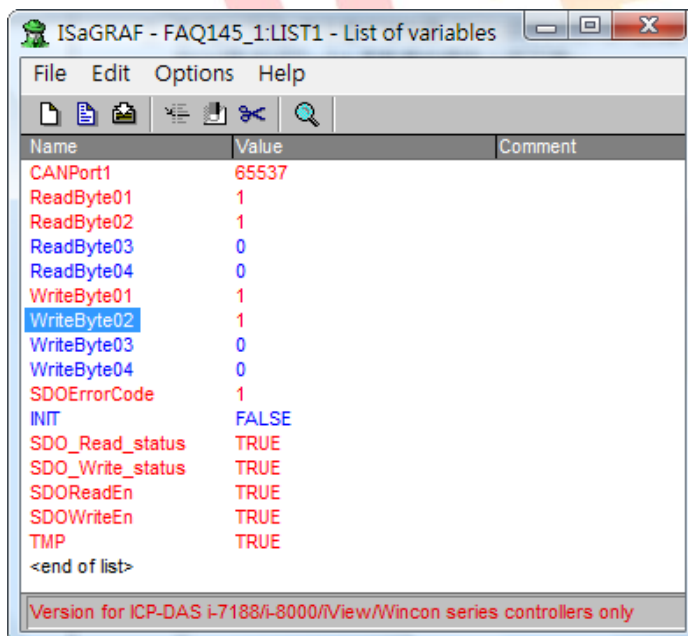 ISaGRAF - FAQ145_1:LIST1 - List of variables
File Edit Options Help
Name Value Comment
CANPort1 65537
ReadByte01 1
ReadByte02 1
ReadByte03 0
ReadByte04 0
WriteByte01 1
WriteByte02 1
WriteByte03 0
WriteByte04 0
SDOErrorCode 1
INIT FALSE
SDO_Read_status TRUE
SDO_Write_status TRUE
SDOReadEn TRUE
SDOWriteEn TRUE
TMP TRUE
<end of list>
Version for ICP-DAS i-7188/i-8000/iView/Wincon series controllers only